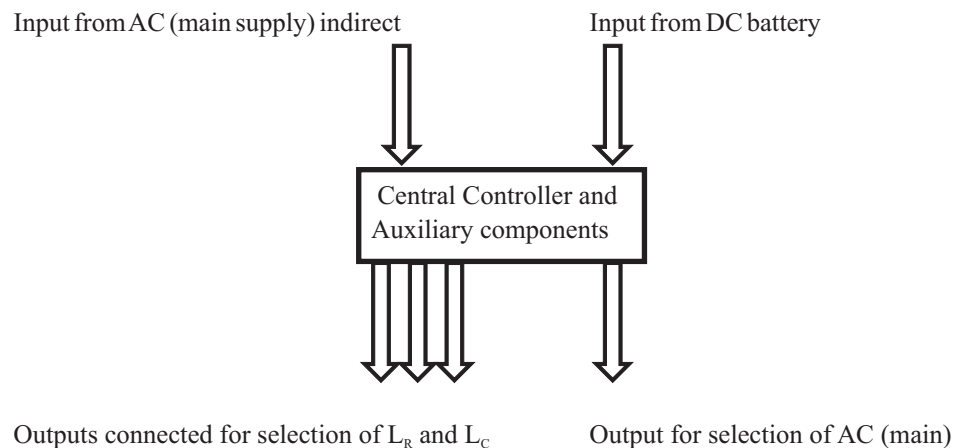 Input from AC (main supply) indirect
Input from DC battery
Central Controller and
Auxiliary components
Outputs connected for selection of L_R and L_C
Output for selection of AC (main)